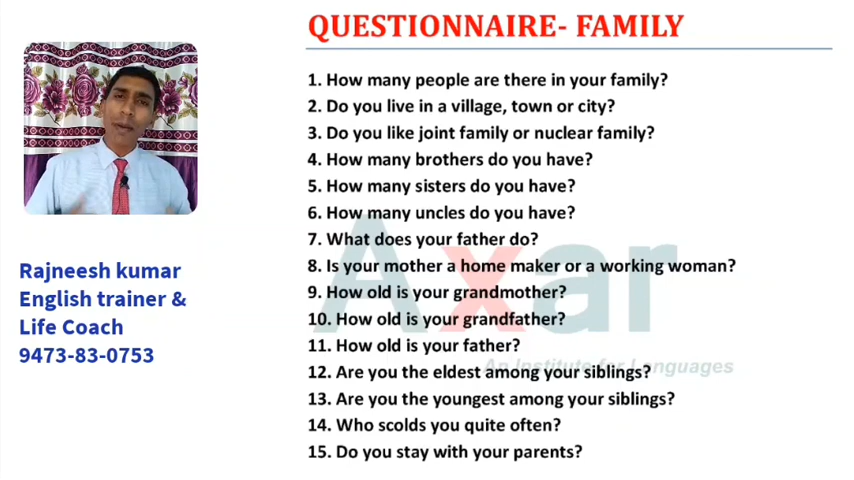 QUESTIONNAIRE- FAMILY
1. How many people are there in your family?
2. Do you live in a village, town or city?
3. Do you like joint family or nuclear family?
4. How many brothers do you have?
5. How many sisters do you have?
6. How many uncles do you have?
7. What does your father do?
8. Is your mother a home maker or a working woman?
9. How old is your grandmother?
10. How old is your grandfather?
11. How old is your father?
12. Are you the eldest among your siblings?
13. Are you the youngest among your siblings?
14. Who scolds you quite often?
15. Do you stay with your parents?
Rajneesh kumar
English trainer &
Life Coach
9473-83-0753
Axar
An Institute for Languages